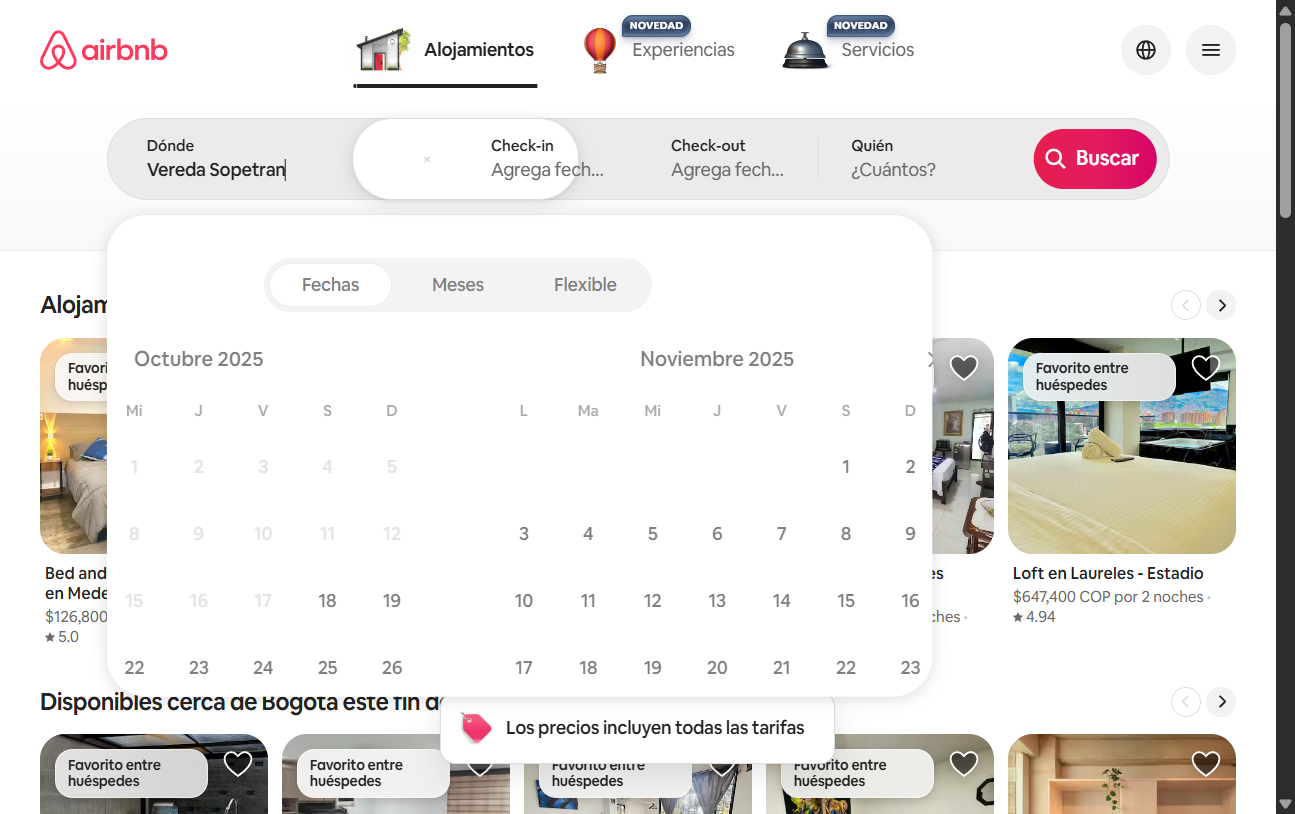 airbnb
Alojamientos
NOVEDAD
Experiencias
NOVEDAD
Servicios
Dónde
Vereda Sopetran
×
Check-in
Agrega fech...
Check-out
Agrega fech...
Quién
¿Cuántos?
Buscar
Fechas
Meses
Flexible
Alojam
Octubre 2025
Noviembre 2025
Mi J V S D
L Ma Mi J V S D
1 2 3 4 5
1 2
8 9 10 11 12
3 4 5 6 7 8 9
15 16 17 18 19
10 11 12 13 14 15 16
22 23 24 25 26
17 18 19 20 21 22 23
Favori
huésp
Favorito entre
huéspedes
Bed and
en Mede
$126,800
5.0
es
ches ·
Loft en Laureles - Estadio
$647,400 COP por 2 noches ·
4.94
Disponibles cerca de Bogotá este fin de
Los precios incluyen todas las tarifas
Favorito entre
huéspedes
Favorito entre
huéspedes
Favorito entre
huéspedes
Favorito entre
huéspedes